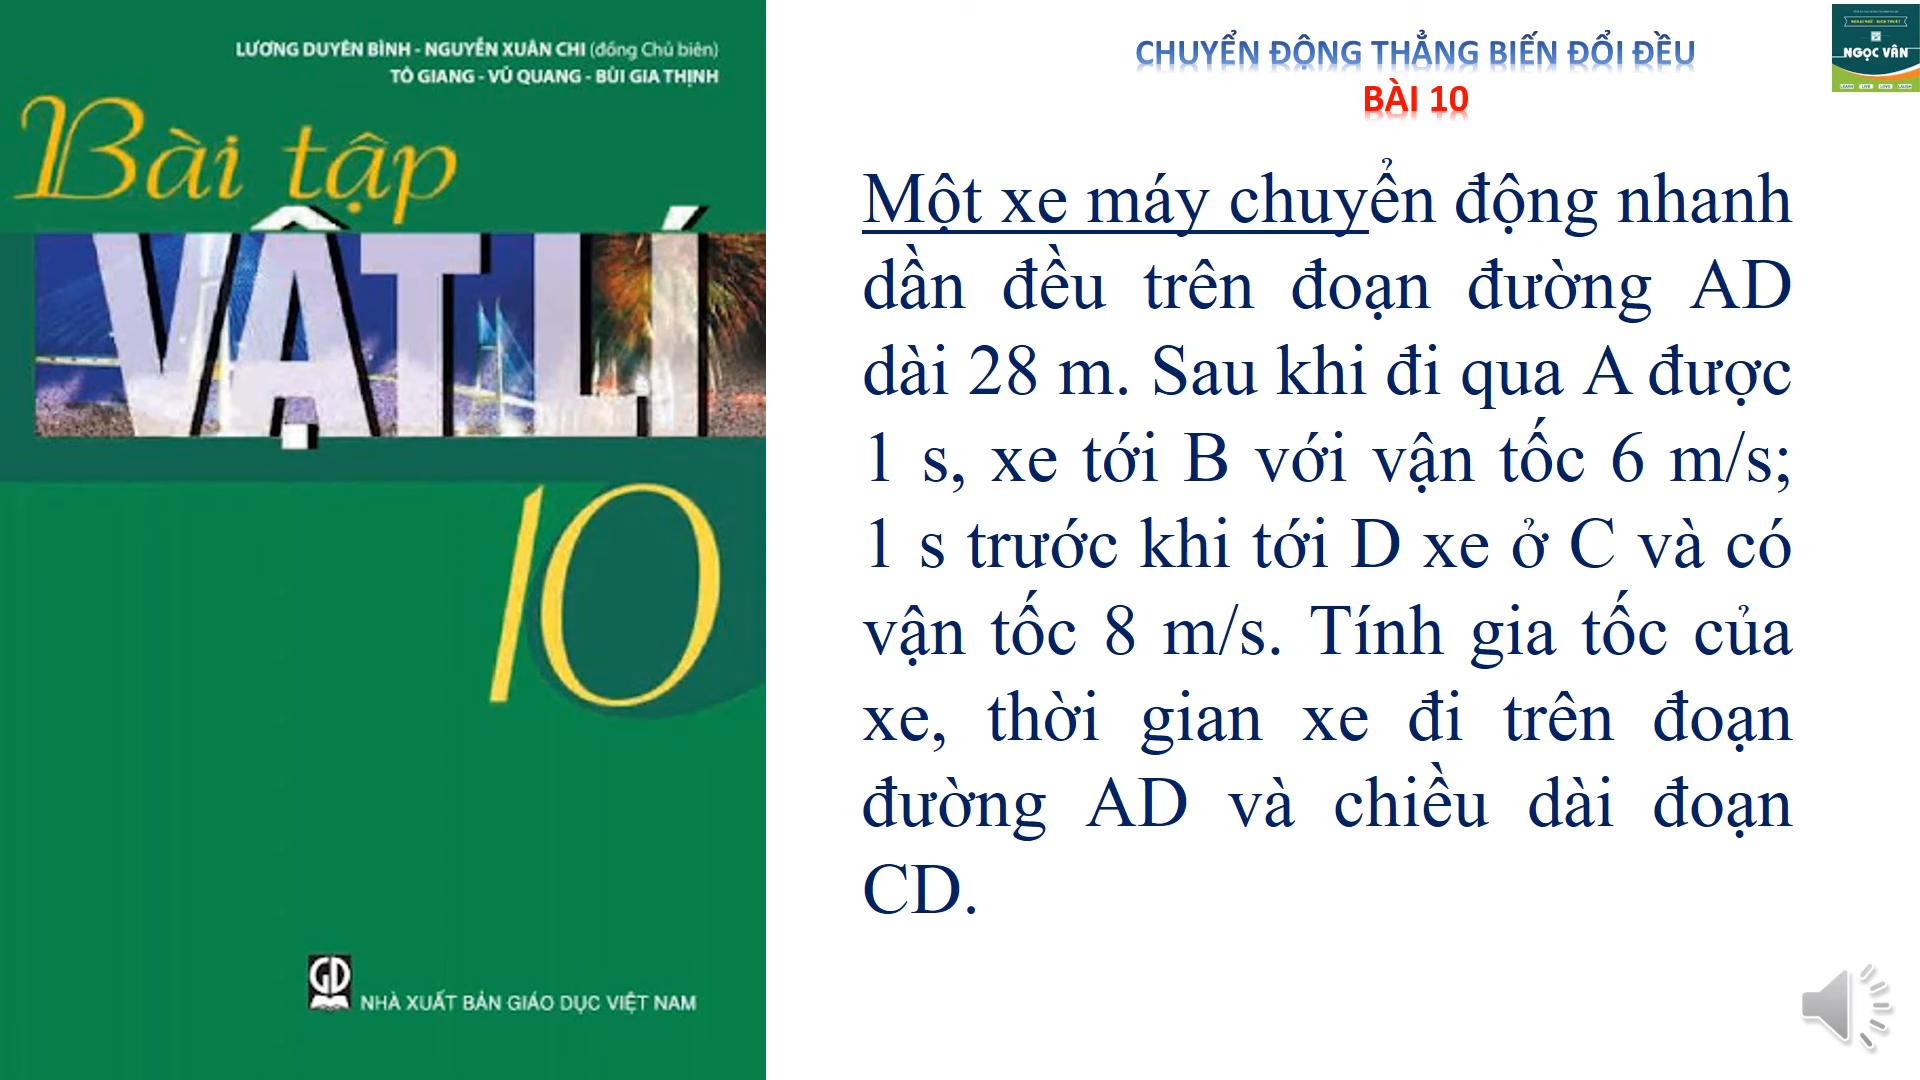 LƯƠNG DUYÊN BÌNH - NGUYỄN XUÂN CHI (đồng Chủ biên)
TÔ GIANG - VŨ QUANG - BÙI GIA THỊNH
Bài tập
VẬT LÍ
10
GD
NHÀ XUẤT BẢN GIÁO DỤC VIỆT NAM
CHUYỂN ĐỘNG THẲNG BIẾN ĐỔI ĐỀU
BÀI 10
NGỌC VÂN
Một xe máy chuyển động nhanh
dần đều trên đoạn đường AD
dài 28 m. Sau khi đi qua A được
1 s, xe tới B với vận tốc 6 m/s;
1 s trước khi tới D xe ở C và có
vận tốc 8 m/s. Tính gia tốc của
xe, thời gian xe đi trên đoạn
đường AD và chiều dài đoạn
CD.